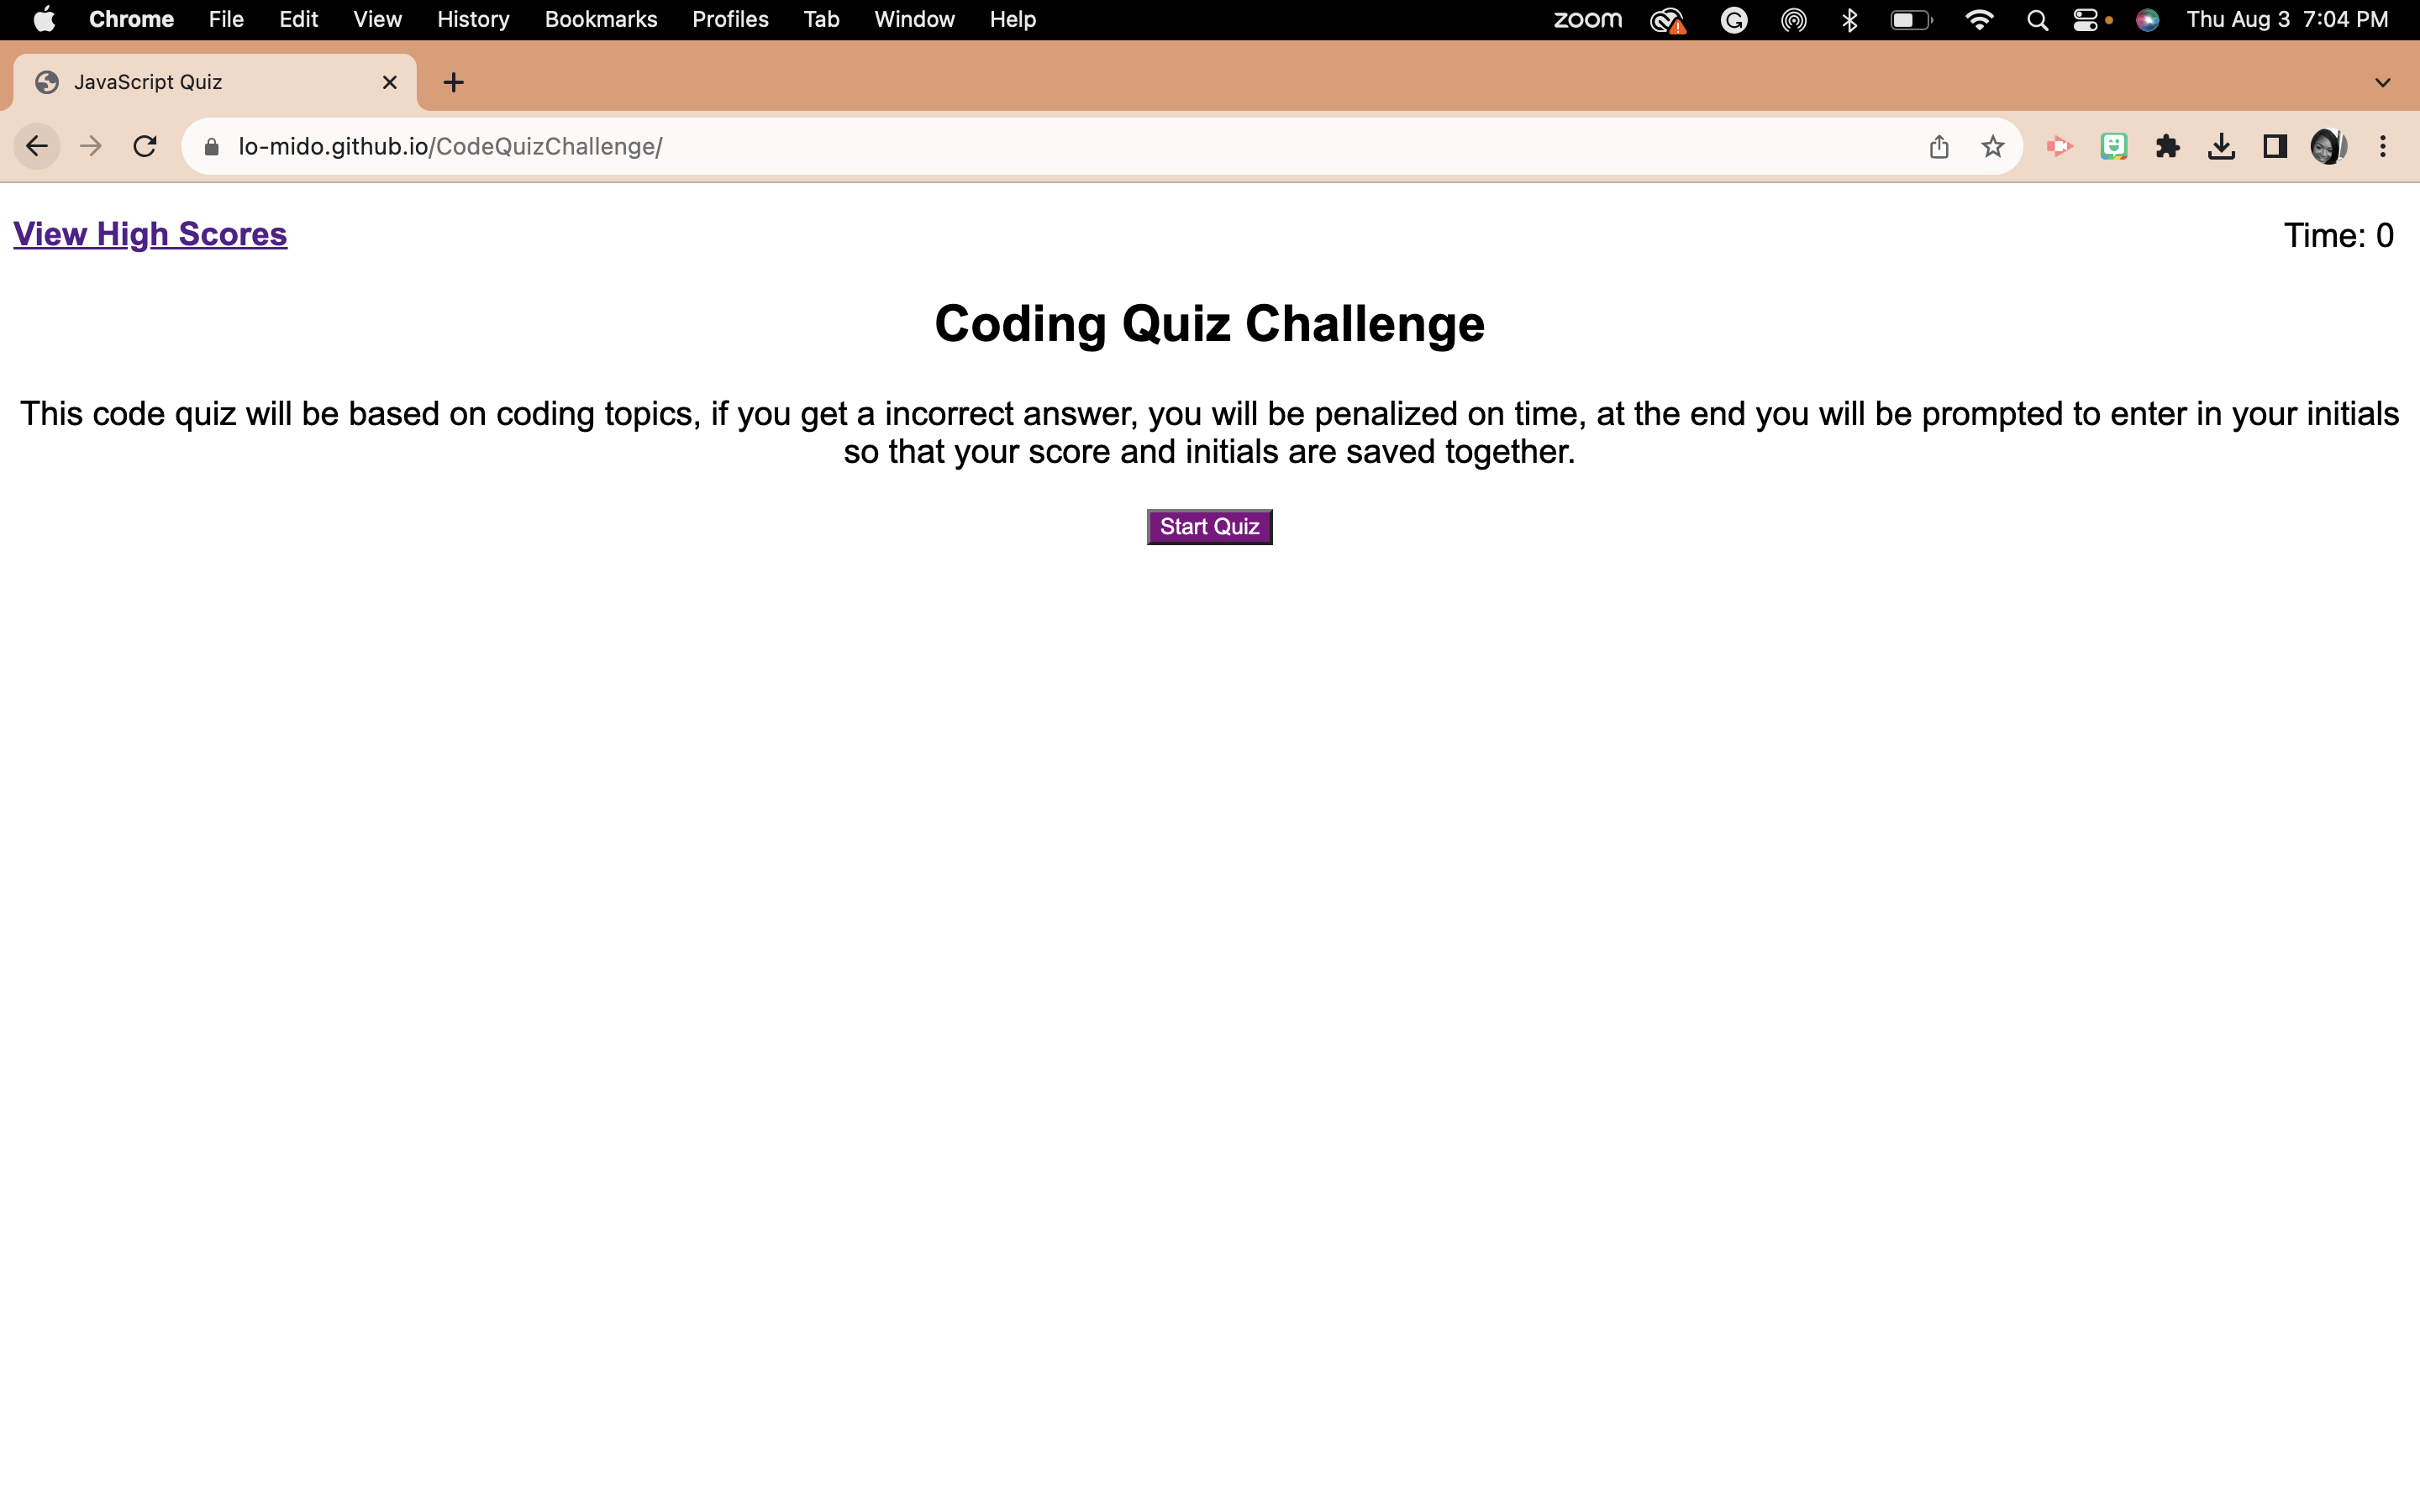 Chrome File Edit View History Bookmarks Profiles Tab Window Help zoom Thu Aug 3 7:04 PM
JavaScript Quiz
lo-mido.github.io/CodeQuizChallenge/
View High Scores Time: 0
Coding Quiz Challenge
This code quiz will be based on coding topics, if you get a incorrect answer, you will be penalized on time, at the end you will be prompted to enter in your initials
so that your score and initials are saved together.
Start Quiz